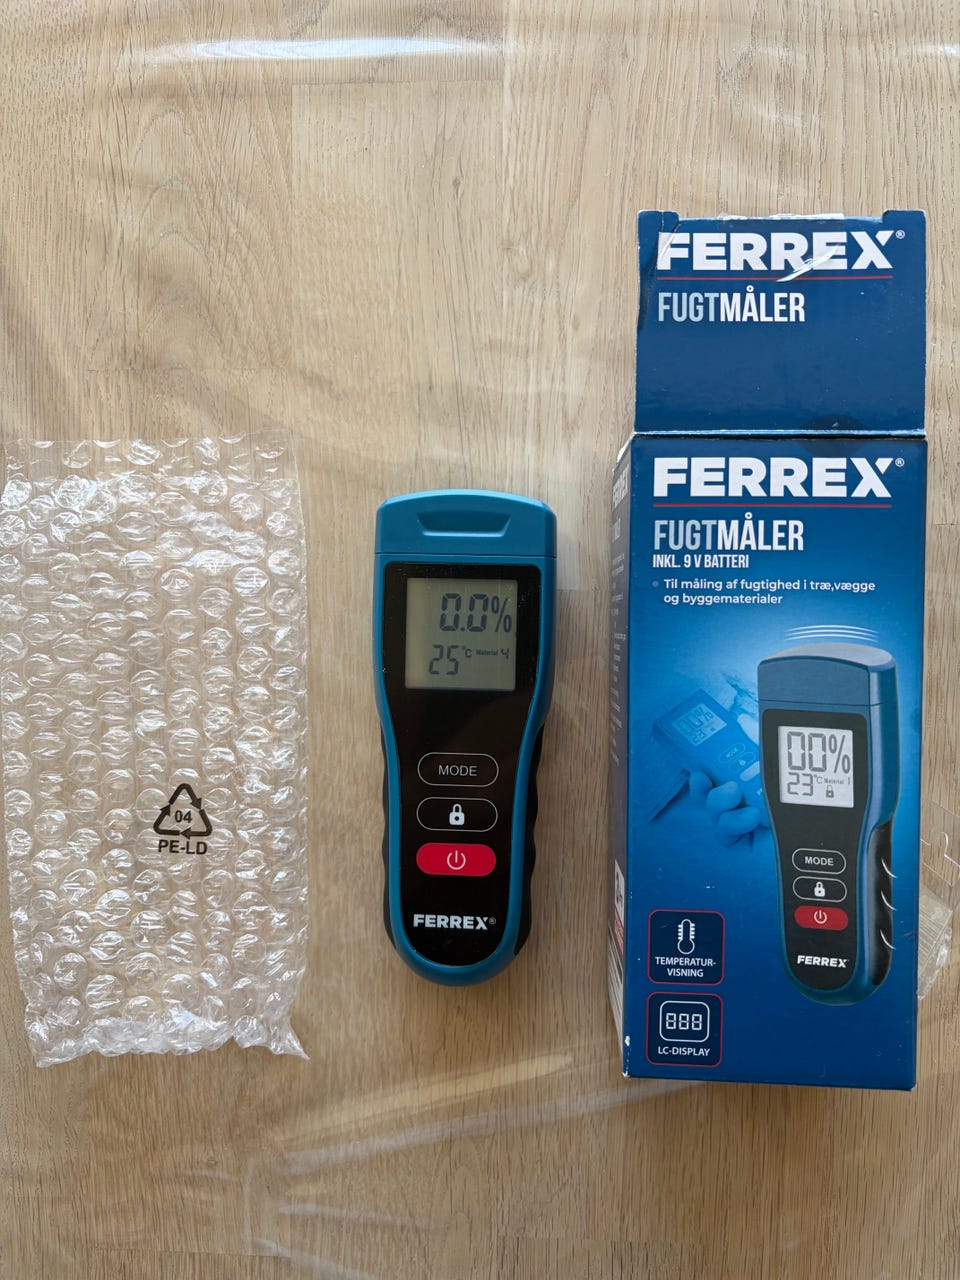 FERREX®
FUGTMÅLER
FERREX®
FUGTMÅLER
INKL. 9 V BATTERI
Til måling af fugtighed i træ,vægge
og byggematerialer
00%
23°C Material 1
MODE
FERREX
TEMPERATUR-
VISNING
888
LC-DISPLAY
0.0%
25°C Material 4
MODE
FERREX®
04
PE-LD